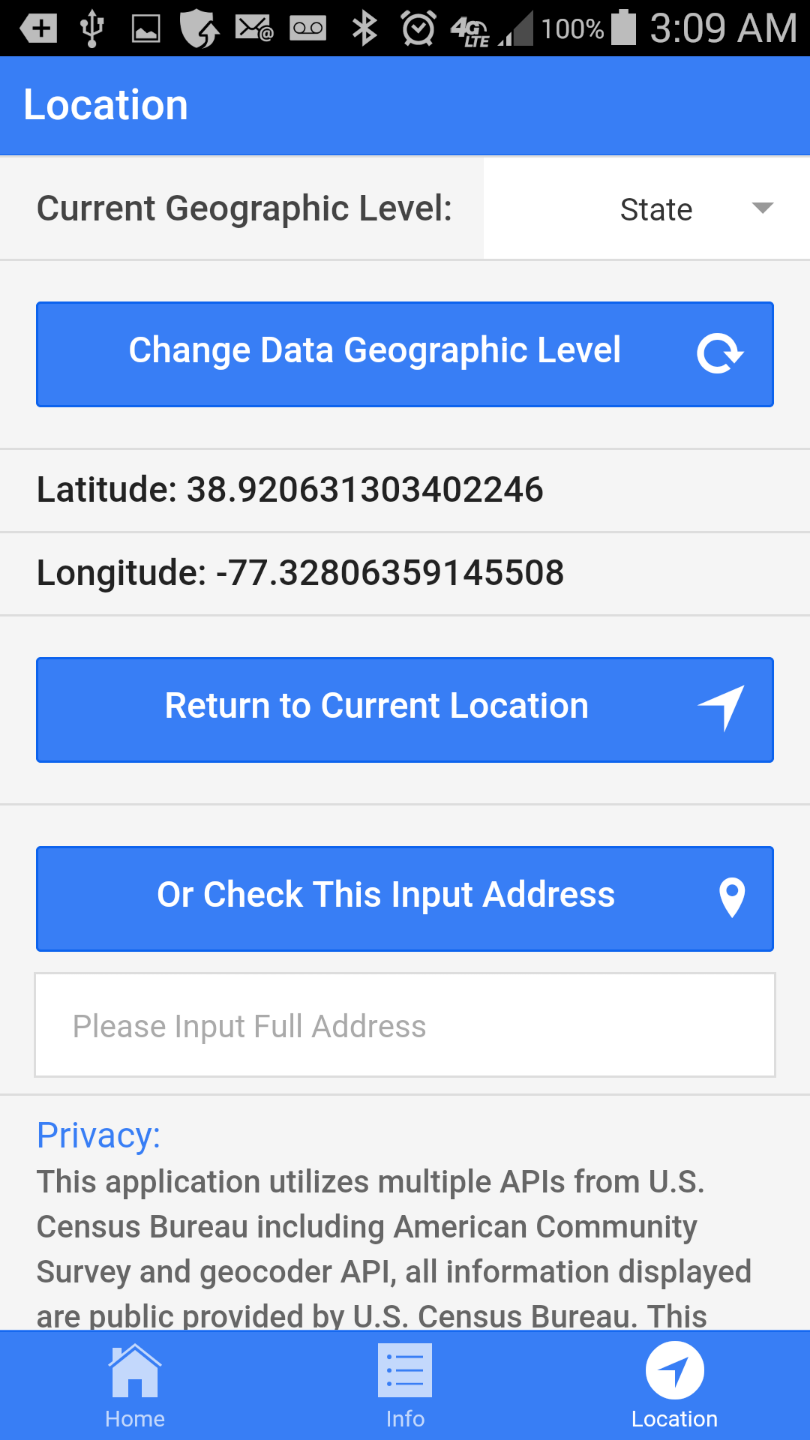 4G LTE 100% 3:09 AM
Location
Current Geographic Level: State
Change Data Geographic Level
Latitude: 38.920631303402246
Longitude: -77.32806359145508
Return to Current Location
Or Check This Input Address
Please Input Full Address
Privacy:
This application utilizes multiple APIs from U.S.
Census Bureau including American Community
Survey and geocoder API, all information displayed
are public provided by U.S. Census Bureau. This
Home Info Location